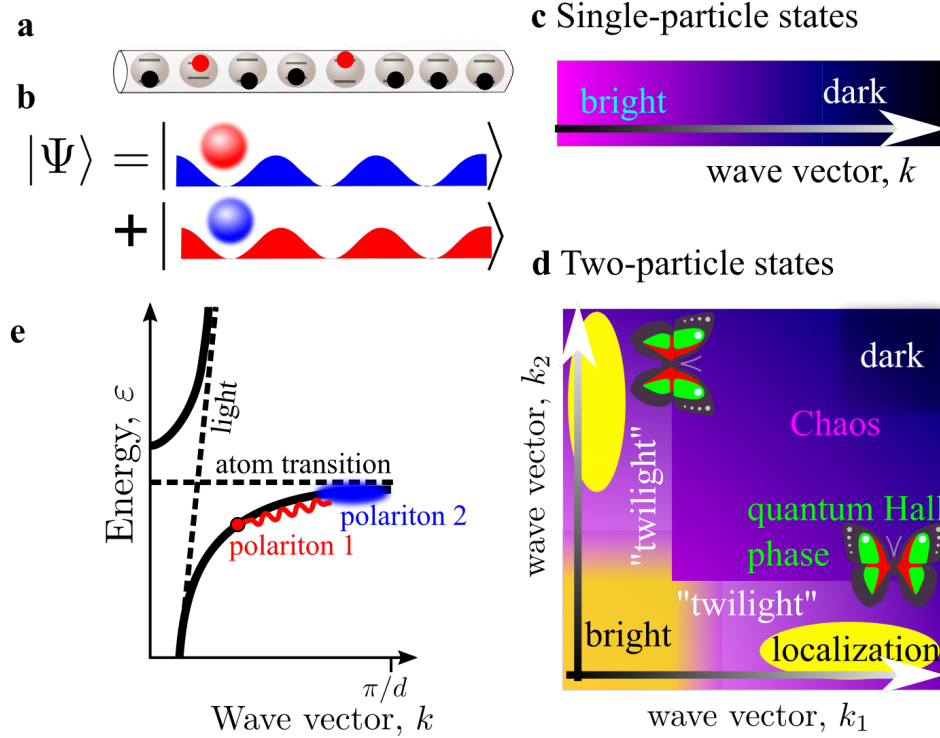 a
b
|Ψ⟩ = |
⟩
+ |
⟩
c Single-particle states
bright
dark
wave vector, k
d Two-particle states
wave vector, k₂
dark
Chaos
"twilight"
quantum Hall
phase
"twilight"
bright
localization
wave vector, k₁
e
Energy, ε
light
atom transition
polariton 2
polariton 1
π/d
Wave vector, k